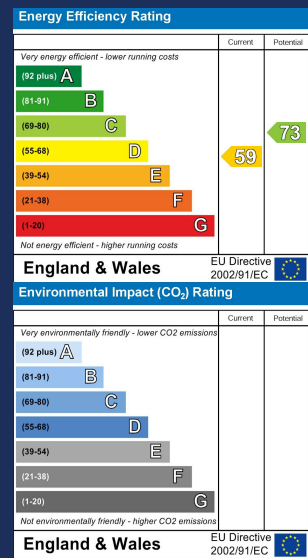 Energy Efficiency Rating
Current Potential
Very energy efficient - lower running costs
(92 plus) A
(81-91) B
(69-80) C
(55-68) D
(39-54) E
(21-38) F
(1-20) G
59
73
Not energy efficient - higher running costs
England & Wales
EU Directive
2002/91/EC
Environmental Impact (CO₂) Rating
Current Potential
Very environmentally friendly - lower CO2 emissions
(92 plus) A
(81-91) B
(69-80) C
(55-68) D
(39-54) E
(21-38) F
(1-20) G
Not environmentally friendly - higher CO2 emissions
England & Wales
EU Directive
2002/91/EC